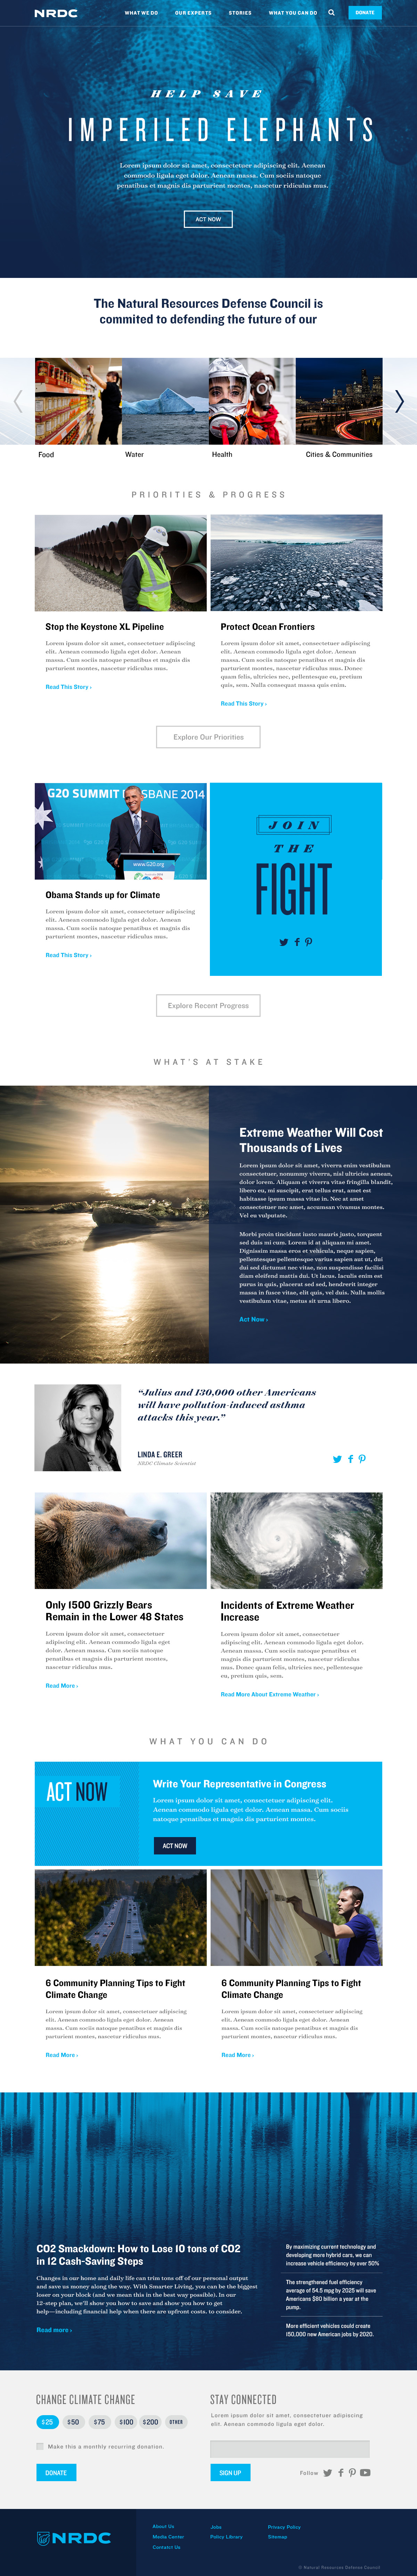 NRDC
WHAT WE DO
OUR EXPERTS
STORIES
WHAT YOU CAN DO
DONATE
HELP SAVE
IMPERILED ELEPHANTS
Lorem ipsum dolor sit amet, consectetuer adipiscing elit. Aenean
commodo ligula eget dolor. Aenean massa. Cum sociis natoque
penatibus et magnis dis parturient montes, nascetur ridiculus mus.
ACT NOW
The Natural Resources Defense Council is
commited to defending the future of our
Food
Water
Health
Cities & Communities
PRIORITIES & PROGRESS
Stop the Keystone XL Pipeline
Lorem ipsum dolor sit amet, consectetuer adipiscing
elit. Aenean commodo ligula eget dolor. Aenean
massa. Cum sociis natoque penatibus et magnis dis
parturient montes, nascetur ridiculus mus.
Read This Story ›
Protect Ocean Frontiers
Lorem ipsum dolor sit amet, consectetuer adipiscing
elit. Aenean commodo ligula eget dolor. Aenean
massa. Cum sociis natoque penatibus et magnis dis
parturient montes, nascetur ridiculus mus. Donec
quam felis, ultricies nec, pellentesque eu, pretium
quis, sem. Nulla consequat massa quis enim.
Read This Story ›
Explore Our Priorities
G20 SUMMIT
BRISBANE 2014
www.G20.org
Obama Stands up for Climate
Lorem ipsum dolor sit amet, consectetuer adipiscing
elit. Aenean commodo ligula eget dolor. Aenean
massa. Cum sociis natoque penatibus et magnis dis
parturient montes, nascetur ridiculus mus.
Read This Story ›
JOIN
THE
FIGHT
Explore Recent Progress
WHAT'S AT STAKE
Extreme Weather Will Cost
Thousands of Lives
Lorem ipsum dolor sit amet, viverra enim vestibulum
consectetuer, nonummy viverra, nisl ultricies aenean,
dolor lorem. Aliquam et viverra vitae fringilla blandit,
libero eu, mi suscipit, erat tellus erat, amet est
habitasse ipsum massa vitae in. Nec at amet
consectetuer nec amet, accumsan vivamus montes.
Vel eu vulputate.
Morbi proin tincidunt iusto mauris justo, torquent
sed duis mi cum. Lorem id at aliquam mi amet.
Dignissim massa eros et vehicula, neque sapien,
pellentesque pellentesque varius sapien aut ut, dui
dui sed dictumst nec vitae, non suspendisse facilisi
diam eleifend mattis dui. Ut lacus. Iaculis enim est
purus in quis, placerat sed sed, hendrerit integer
massa in fusce vitae, elit quis, vel duis. Nulla mollis
vestibulum vitae, metus sit urna libero.
Act Now ›
“Julius and 130,000 other Americans
will have pollution-induced asthma
attacks this year.”
LINDA E. GREER
NRDC Climate Scientist
Only 1500 Grizzly Bears
Remain in the Lower 48 States
Lorem ipsum dolor sit amet, consectetuer
adipiscing elit. Aenean commodo ligula eget
dolor. Aenean massa. Cum sociis natoque
penatibus et magnis dis parturient montes,
nascetur ridiculus mus.
Read More ›
Incidents of Extreme Weather
Increase
Lorem ipsum dolor sit amet, consectetuer adipiscing
elit. Aenean commodo ligula eget dolor. Aenean
massa. Cum sociis natoque penatibus et magnis dis
parturient montes, nascetur ridiculus mus
mus. Donec quam felis, ultricies nec, pellentesque
eu, pretium quis, sem.
Read More About Extreme Weather ›
WHAT YOU CAN DO
ACT NOW
Write Your Representative in Congress
Lorem ipsum dolor sit amet, consectetuer adipiscing elit.
Aenean commodo ligula eget dolor. Aenean massa. Cum sociis
natoque penatibus et magnis dis parturient montes.
ACT NOW
6 Community Planning Tips to Fight
Climate Change
Lorem ipsum dolor sit amet, consectetuer adipiscing
elit. Aenean commodo ligula eget dolor. Aenean
massa. Cum sociis natoque penatibus et magnis dis
parturient montes, nascetur ridiculus mus.
Read More ›
6 Community Planning Tips to Fight
Climate Change
Lorem ipsum dolor sit amet, consectetuer adipiscing
elit. Aenean commodo ligula eget dolor. Aenean
massa. Cum sociis natoque penatibus et magnis dis
parturient montes, nascetur ridiculus mus.
Read More ›
CO2 Smackdown: How to Lose 10 tons of CO2
in 12 Cash-Saving Steps
Changes in our home and daily life can trim tons off of our personal output
and save us money along the way. With Smarter Living, you can be the biggest
loser on your block (and we mean this in the best way possible). In our
12-step plan, we'll show you how to save and show you how to get
help—including financial help when there are upfront costs. to consider.
Read more ›
By maximizing current technology and
developing more hybrid cars, we can
increase vehicle efficiency by over 50%
The strengthened fuel efficiency
average of 54.5 mpg by 2025 will save
Americans $80 billion a year at the
pump.
More efficient vehicles could create
150,000 new American jobs by 2020.
CHANGE CLIMATE CHANGE
$25
$50
$75
$100
$200
OTHER
Make this a monthly recurring donation.
DONATE
STAY CONNECTED
Lorem ipsum dolor sit amet, consectetuer adipiscing
elit. Aenean commodo ligula eget dolor.
SIGN UP
Follow
NRDC
About Us
Media Center
Contatct Us
Jobs
Policy Library
Privacy Policy
Sitemap
© Natural Resources Defense Council